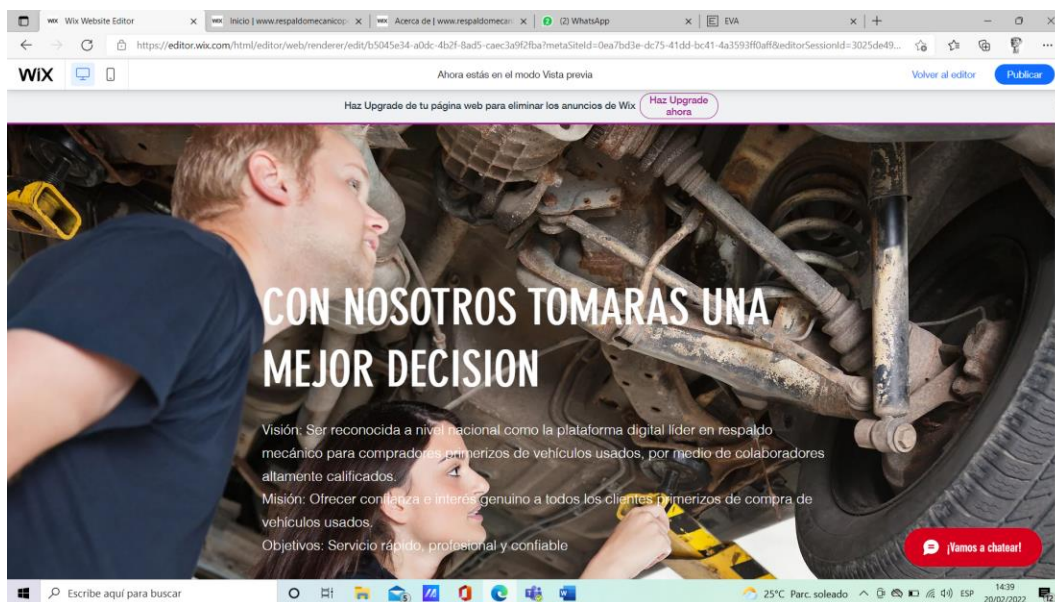 Wix Website Editor
Inicio | www.respaldomecanicop
Acerca de | www.respaldomecan
(2) WhatsApp
EVA
https://editor.wix.com/html/editor/web/renderer/edit/b5045e34-a0dc-4b2f-8ad5-caec3a9f2fba?metaSiteId=0ea7bd3e-dc75-41dd-bc41-4a3593ff0aff&editorSessionId=3025de49...
WiX
Ahora estás en el modo Vista previa
Volver al editor
Publicar
Haz Upgrade de tu página web para eliminar los anuncios de Wix
Haz Upgrade
ahora
CON NOSOTROS TOMARAS UNA
MEJOR DECISION
Visión: Ser reconocida a nivel nacional como la plataforma digital líder en respaldo
mecánico para compradores primerizos de vehículos usados, por medio de colaboradores
altamente calificados.
Misión: Ofrecer confianza e interés genuino a todos los clientes primerizos de compra de
vehículos usados.
Objetivos: Servicio rápido, profesional y confiable
¡Vamos a chatear!
Escribe aquí para buscar
25°C Parc. soleado
ESP
14:39
20/02/2022